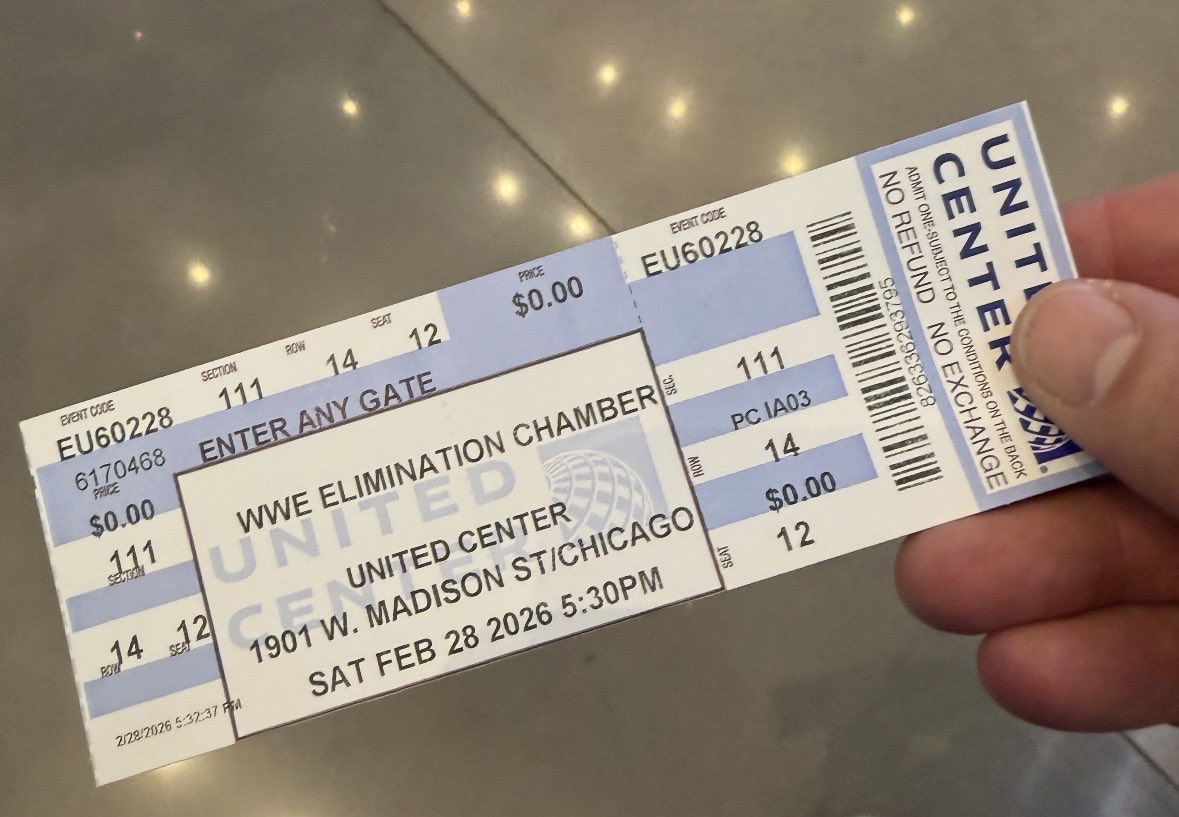 EVENT CODE SECTION ROW SEAT PRICE
EU60228 111 14 12 $0.00
ENTER ANY GATE
6170468
PRICE
$0.00
111
SECTION
14 12
ROW SEAT
2/28/2026 5:32:37 PM
UNITED
CENTER
WWE ELIMINATION CHAMBER
UNITED CENTER
1901 W. MADISON ST/CHICAGO
SAT FEB 28 2026 5:30PM
EVENT CODE
EU60228
SEC. 111
PC IA03
ROW 14
$0.00
SEAT 12
UNITE
CENTER
ADMIT ONE-SUBJECT TO THE CONDITIONS ON THE BACK
NO REFUND NO EXCHANGE